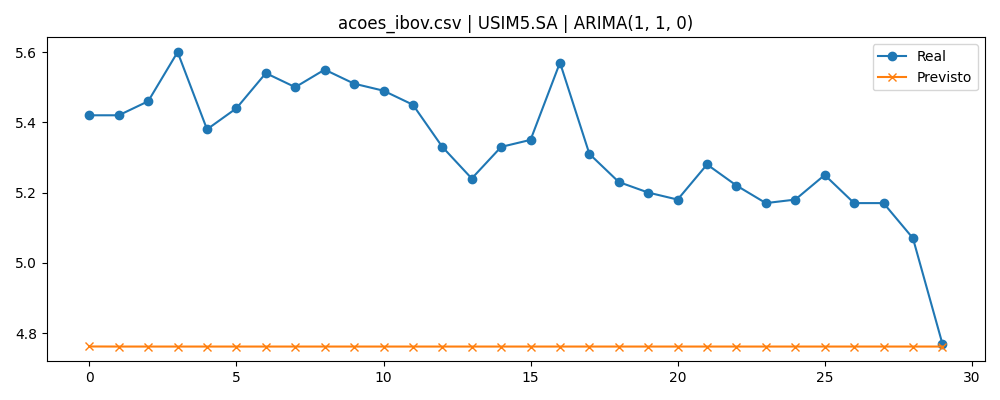 acoes_ibov.csv | USIM5.SA | ARIMA(1, 1, 0)
Real
Previsto
5.6
5.4
5.2
5.0
4.8
0 5 10 15 20 25 30